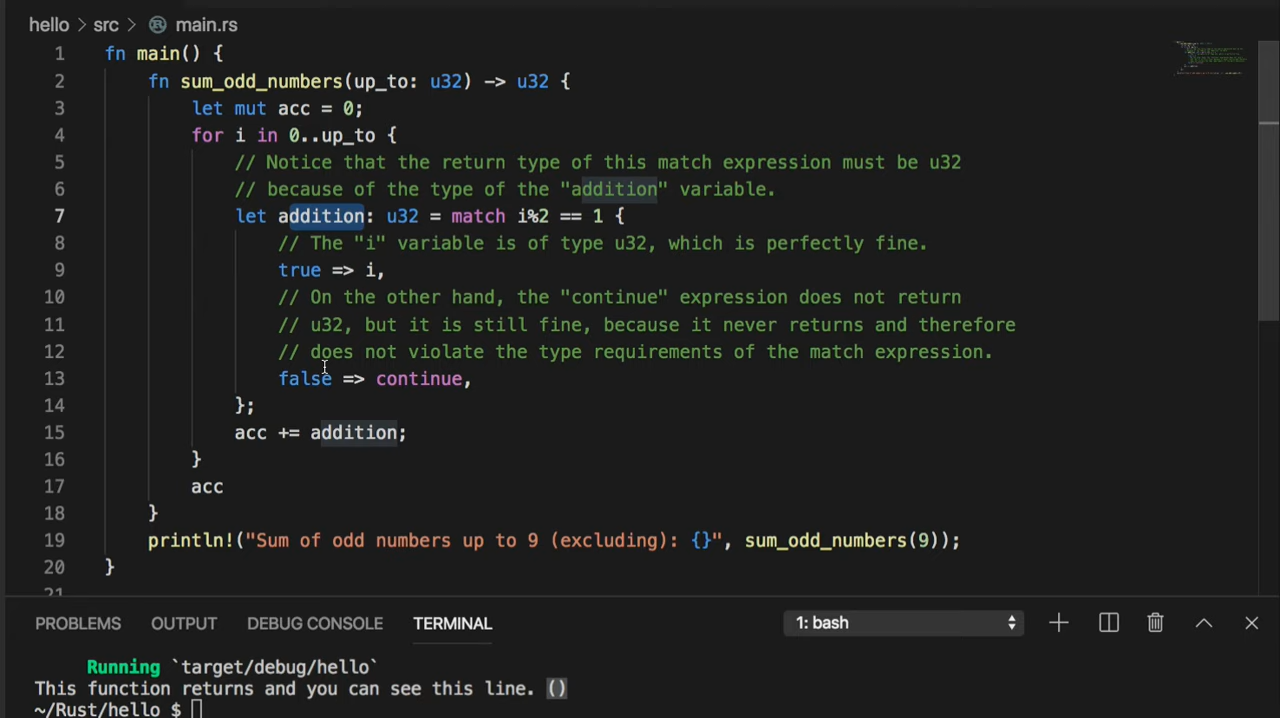 hello > src > main.rs
1 fn main() {
2 fn sum_odd_numbers(up_to: u32) -> u32 {
3 let mut acc = 0;
4 for i in 0..up_to {
5 // Notice that the return type of this match expression must be u32
6 // because of the type of the "addition" variable.
7 let addition: u32 = match i%2 == 1 {
8 // The "i" variable is of type u32, which is perfectly fine.
9 true => i,
10 // On the other hand, the "continue" expression does not return
11 // u32, but it is still fine, because it never returns and therefore
12 // does not violate the type requirements of the match expression.
13 false => continue,
14 };
15 acc += addition;
16 }
17 acc
18 }
19 println!("Sum of odd numbers up to 9 (excluding): {}", sum_odd_numbers(9));
20 }
21
PROBLEMS OUTPUT DEBUG CONSOLE TERMINAL 1: bash
Running `target/debug/hello`
This function returns and you can see this line. ()
~/Rust/hello $